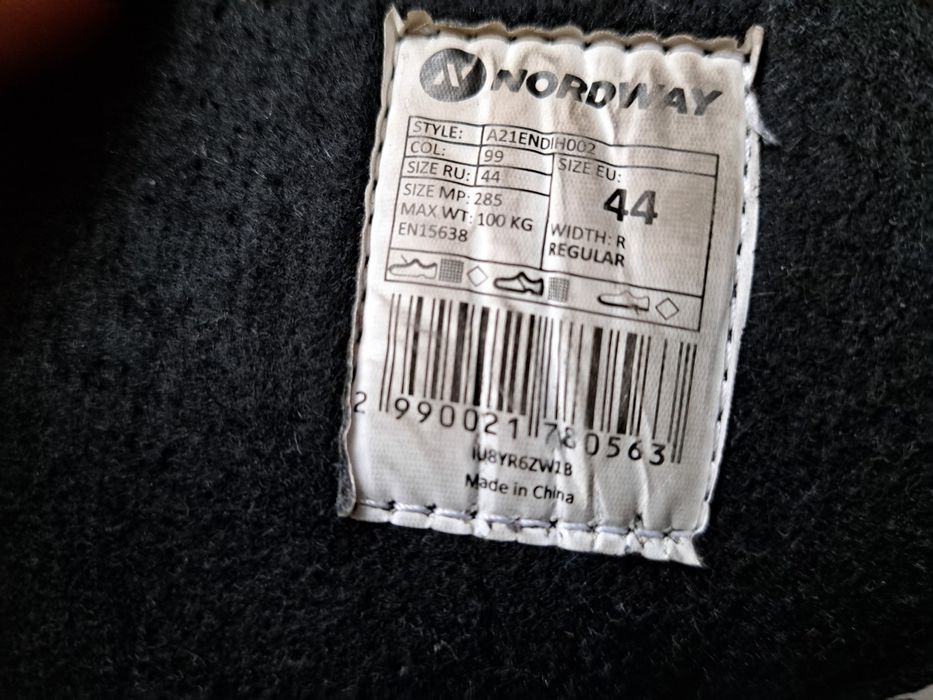 NORDWAY
STYLE: A21ENDIH002
COL: 99
SIZE RU: 44
SIZE EU:
44
SIZE MP: 285
MAX WT: 100 KG
EN15638
WIDTH: R
REGULAR
2 990021 780563
IU8YR6ZW1B
Made in China